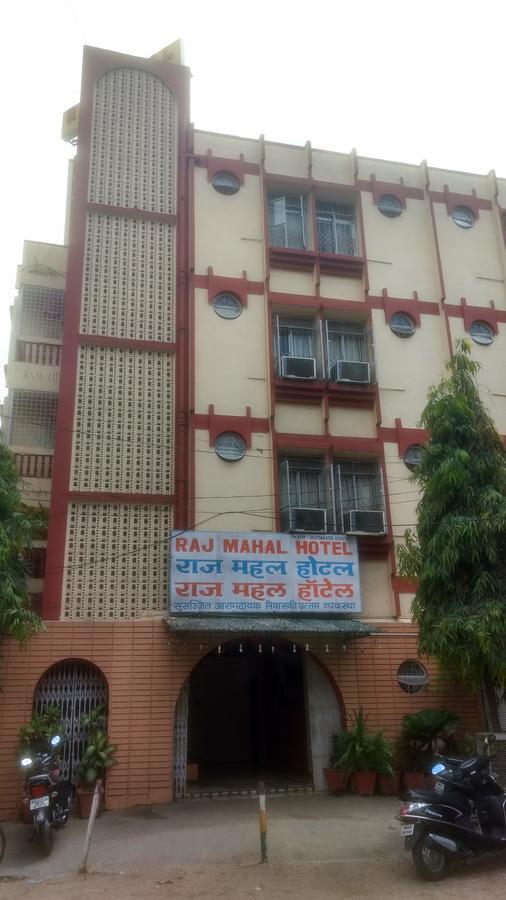 RAJ MAHAL HOTEL
राज महल होटल
राज महल हॉटेल
सुसज्जित आरामदायक निवासकी उत्तम व्यवस्था